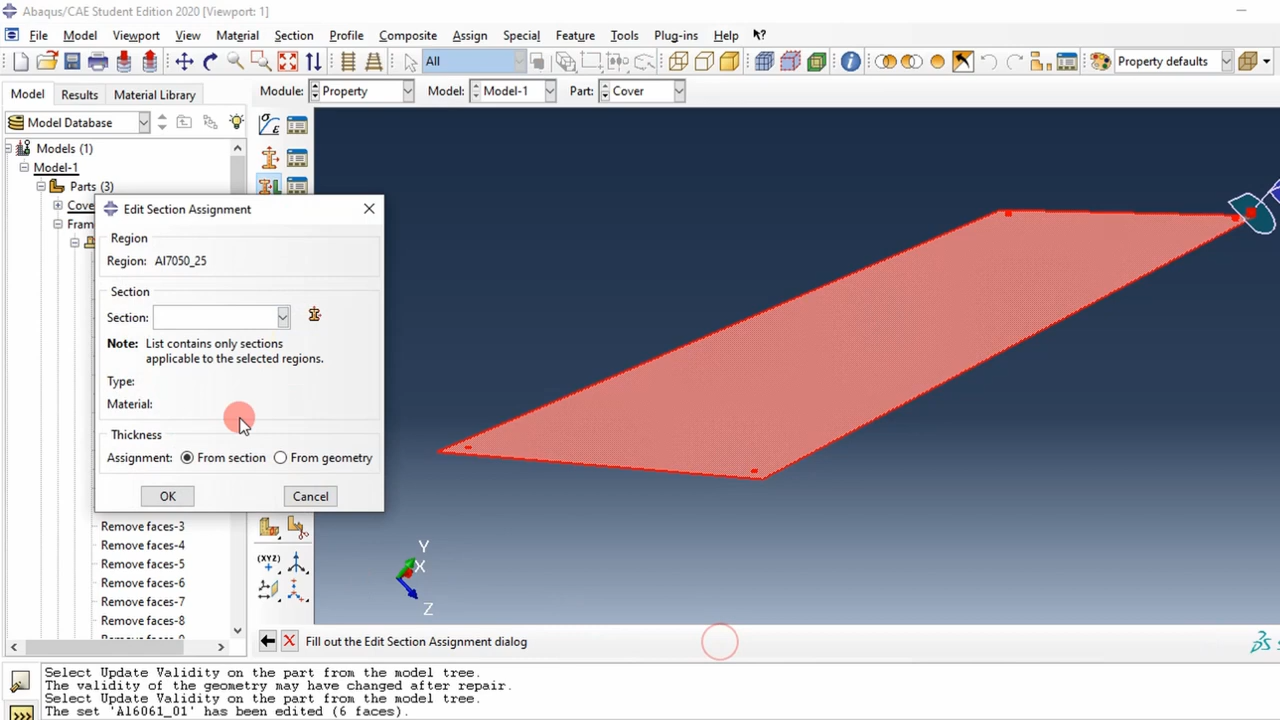 Abaqus/CAE Student Edition 2020 [Viewport: 1]
File Model Viewport View Material Section Profile Composite Assign Special Feature Tools Plug-ins Help
All
Property defaults
Model Results Material Library
Module: Property Model: Model-1 Part: Cover
Model Database
Models (1)
Model-1
Parts (3)
Cove
Fram
Edit Section Assignment
Region
Region: Al7050_25
Section
Section:
Note: List contains only sections
applicable to the selected regions.
Type:
Material:
Thickness
Assignment: From section From geometry
OK Cancel
Remove faces-3
Remove faces-4
Remove faces-5
Remove faces-6
Remove faces-7
Remove faces-8
(XYZ)
Y
X
Z
Fill out the Edit Section Assignment dialog
Select Update Validity on the part from the model tree.
The validity of the geometry may have changed after repair.
Select Update Validity on the part from the model tree.
The set 'Al6061_01' has been edited (6 faces).